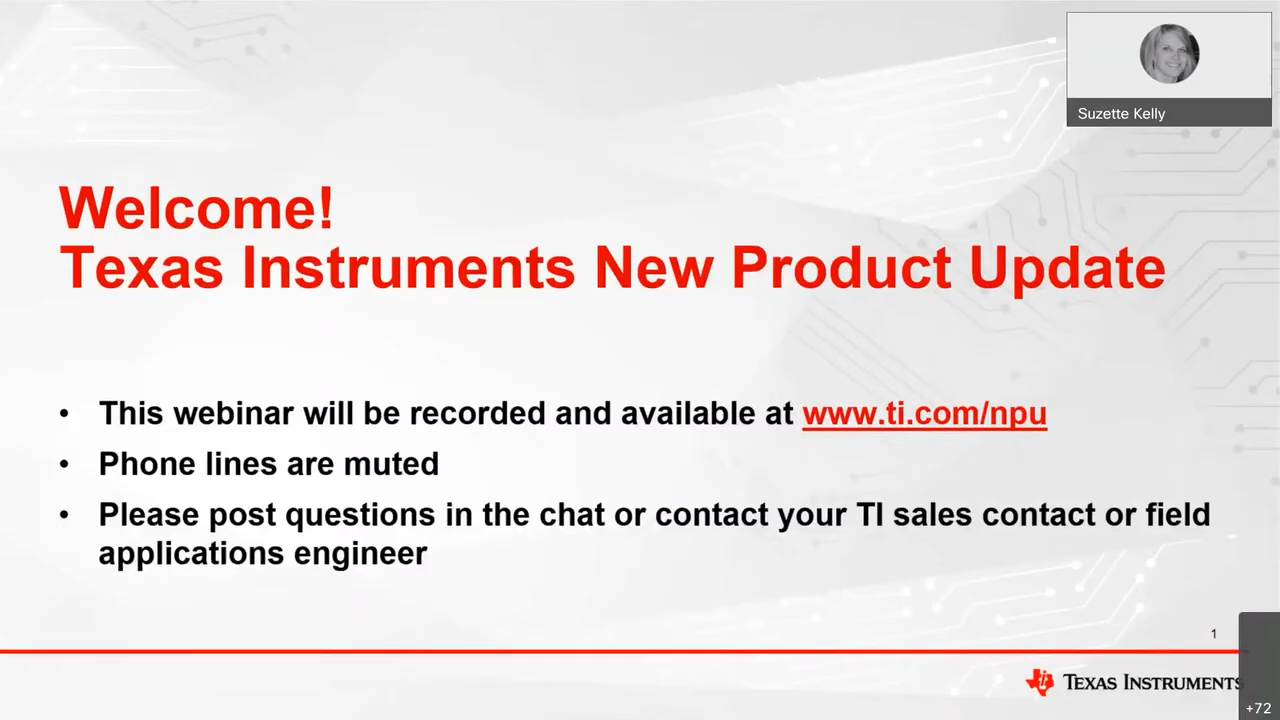 Suzette Kelly
Welcome!
Texas Instruments New Product Update
• This webinar will be recorded and available at www.ti.com/npu
• Phone lines are muted
• Please post questions in the chat or contact your TI sales contact or field
applications engineer
1
TEXAS INSTRUMENTS
+72